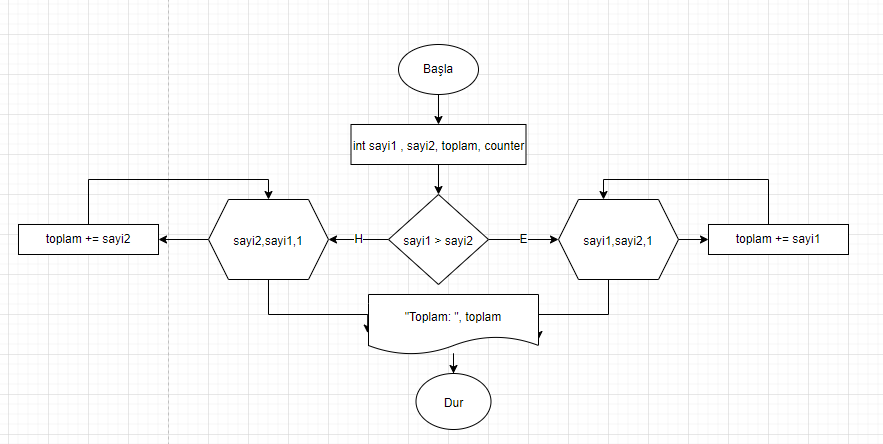 Başla
int sayi1 , sayi2, toplam, counter
toplam += sayi2
sayi2,sayi1,1
H
sayi1 > sayi2
E
sayi1,sayi2,1
toplam += sayi1
"Toplam: ", toplam
Dur